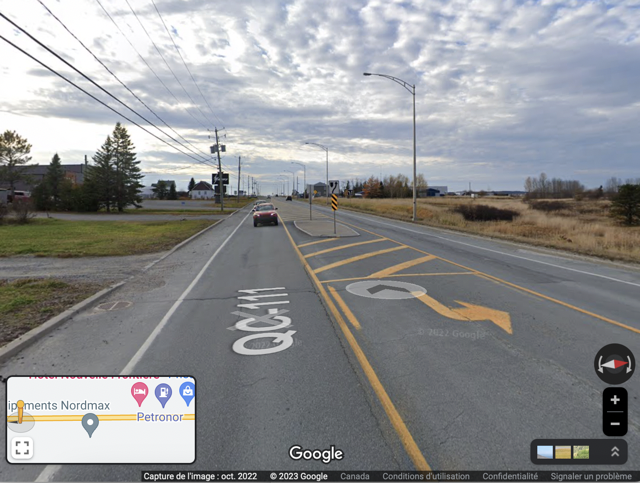 QC-111
© 2022 Google
Hôtel Nouvelle Frontière
ipements Nordmax
Petronor
Google
Capture de l'image : oct. 2022 © 2023 Google Canada Conditions d'utilisation Confidentialité Signaler un problème